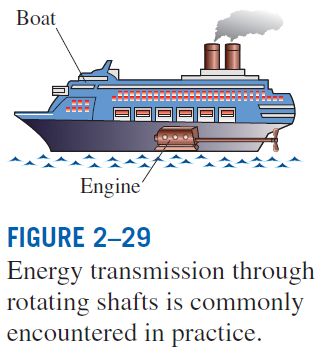 Boat
Engine
FIGURE 2–29
Energy transmission through
rotating shafts is commonly
encountered in practice.